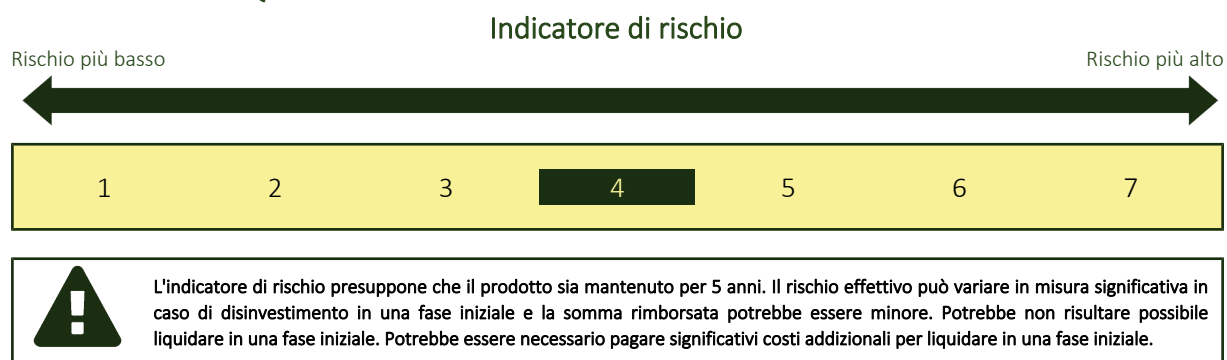 Indicatore di rischio
Rischio più basso
Rischio più alto
1 2 3 4 5 6 7
L'indicatore di rischio presuppone che il prodotto sia mantenuto per 5 anni. Il rischio effettivo può variare in misura significativa in
caso di disinvestimento in una fase iniziale e la somma rimborsata potrebbe essere minore. Potrebbe non risultare possibile
liquidare in una fase iniziale. Potrebbe essere necessario pagare significativi costi addizionali per liquidare in una fase iniziale.